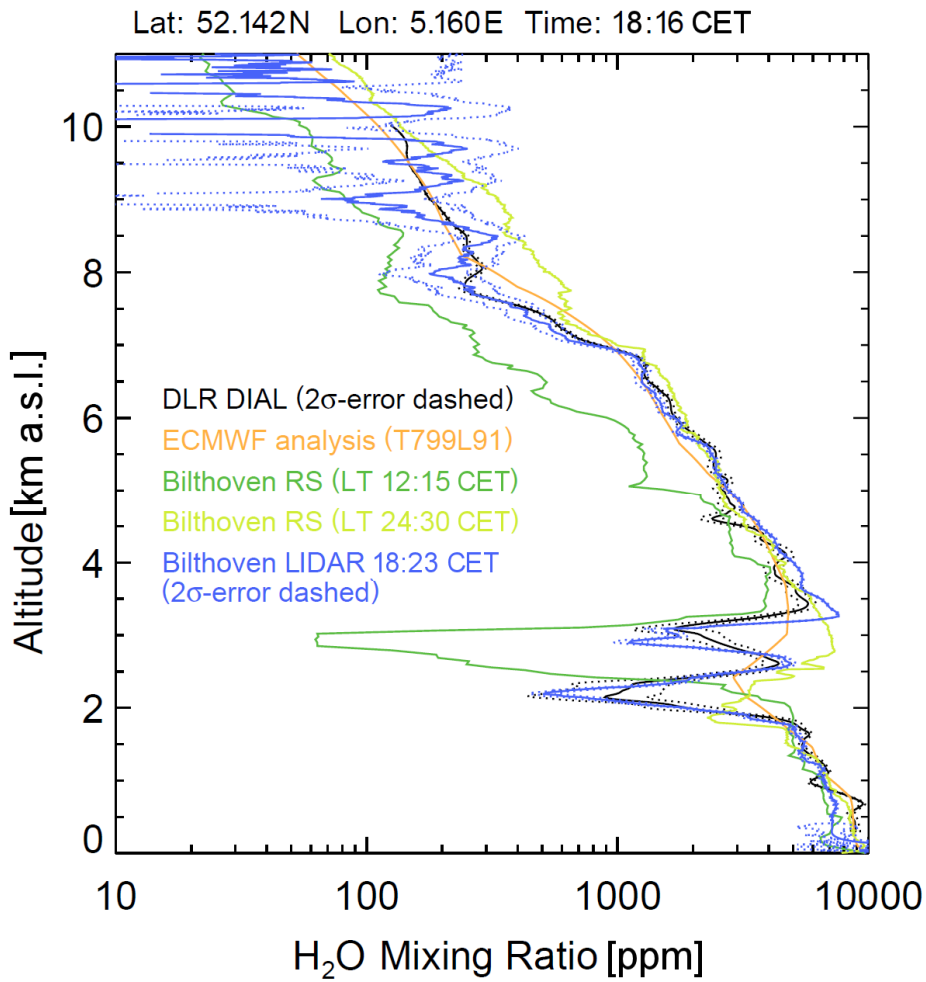 Lat: 52.142N Lon: 5.160E Time: 18:16 CET
10
8
6
4
2
0
Altitude [km a.s.l.]
DLR DIAL (2σ-error dashed)
ECMWF analysis (T799L91)
Bilthoven RS (LT 12:15 CET)
Bilthoven RS (LT 24:30 CET)
Bilthoven LIDAR 18:23 CET
(2σ-error dashed)
10 100 1000 10000
H₂O Mixing Ratio [ppm]